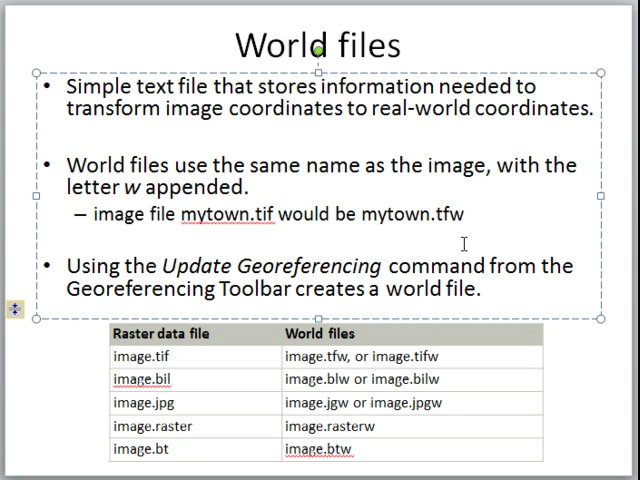 World files
• Simple text file that stores information needed to
transform image coordinates to real-world coordinates.
• World files use the same name as the image, with the
letter w appended.
– image file mytown.tif would be mytown.tfw
• Using the Update Georeferencing command from the
Georeferencing Toolbar creates a world file.
Raster data file World files
image.tif image.tfw, or image.tifw
image.bil image.blw or image.bilw
image.jpg image.jgw or image.jpgw
image.raster image.rasterw
image.bt image.btw